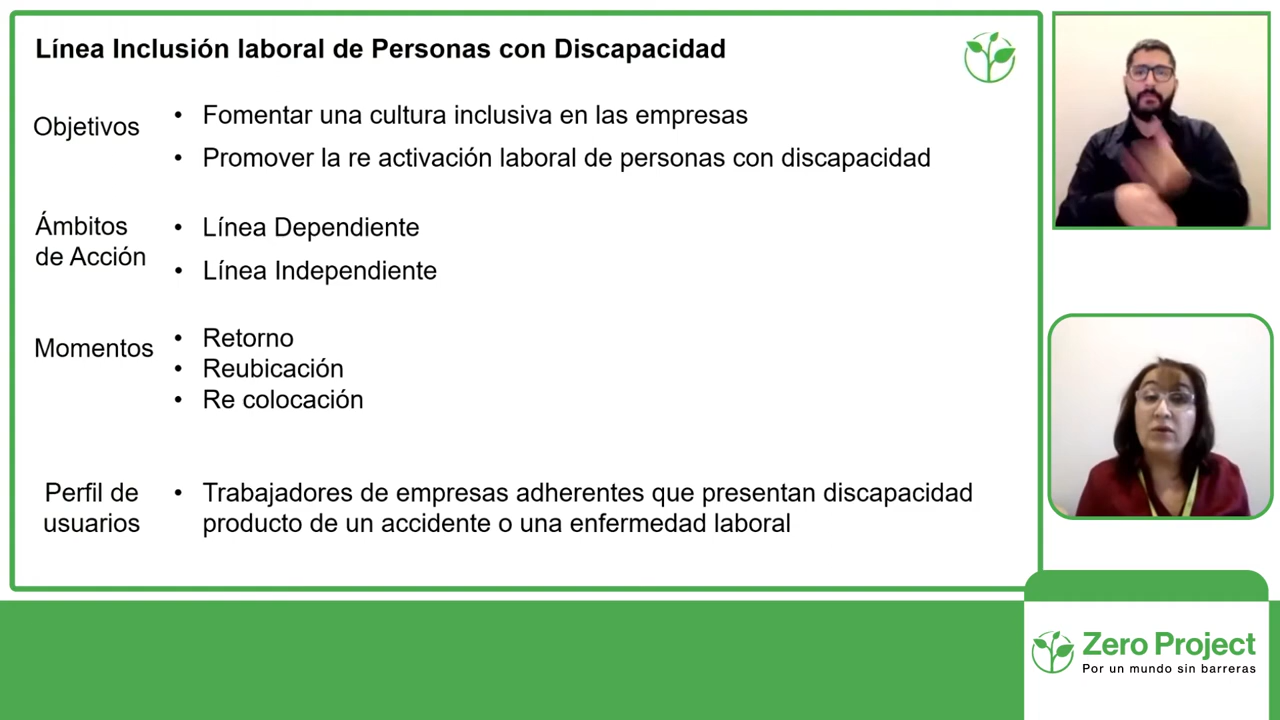 Línea Inclusión laboral de Personas con Discapacidad
Objetivos
• Fomentar una cultura inclusiva en las empresas
• Promover la re activación laboral de personas con discapacidad
Ámbitos
de Acción
• Línea Dependiente
• Línea Independiente
Momentos
• Retorno
• Reubicación
• Re colocación
Perfil de
usuarios
• Trabajadores de empresas adherentes que presentan discapacidad
producto de un accidente o una enfermedad laboral
Zero Project
Por un mundo sin barreras